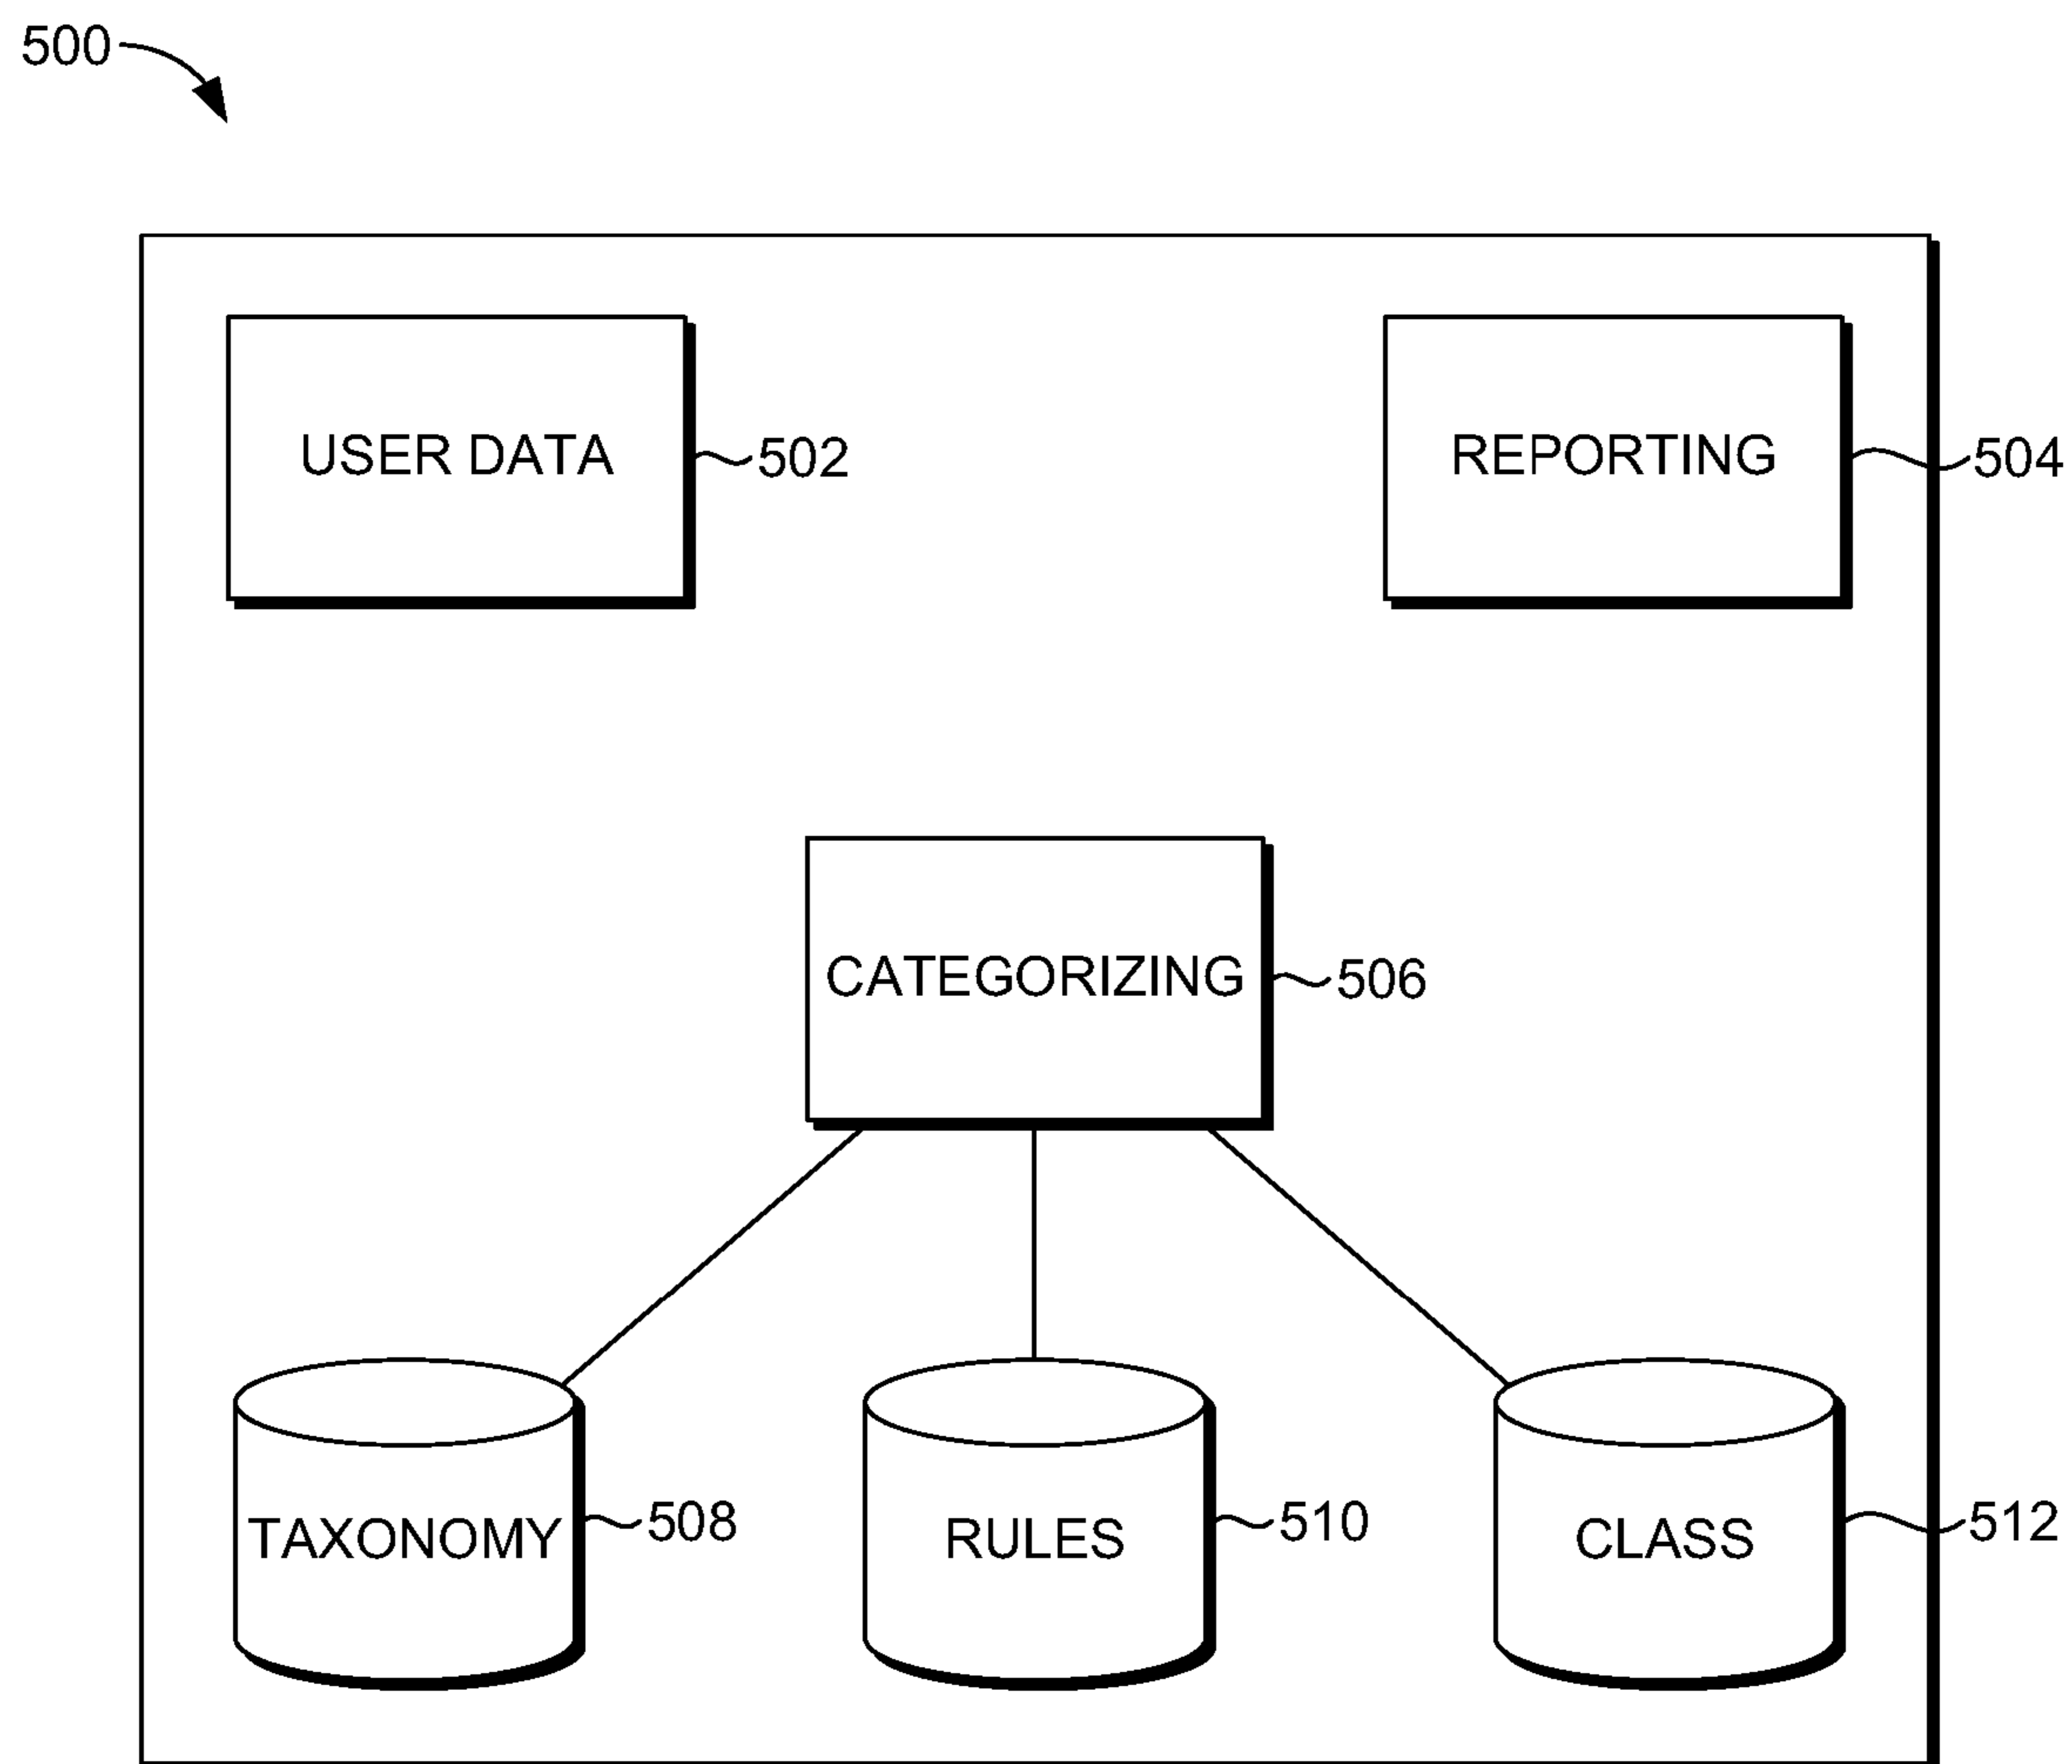 500
USER DATA
502
REPORTING
504
CATEGORIZING
506
TAXONOMY
508
RULES
510
CLASS
512